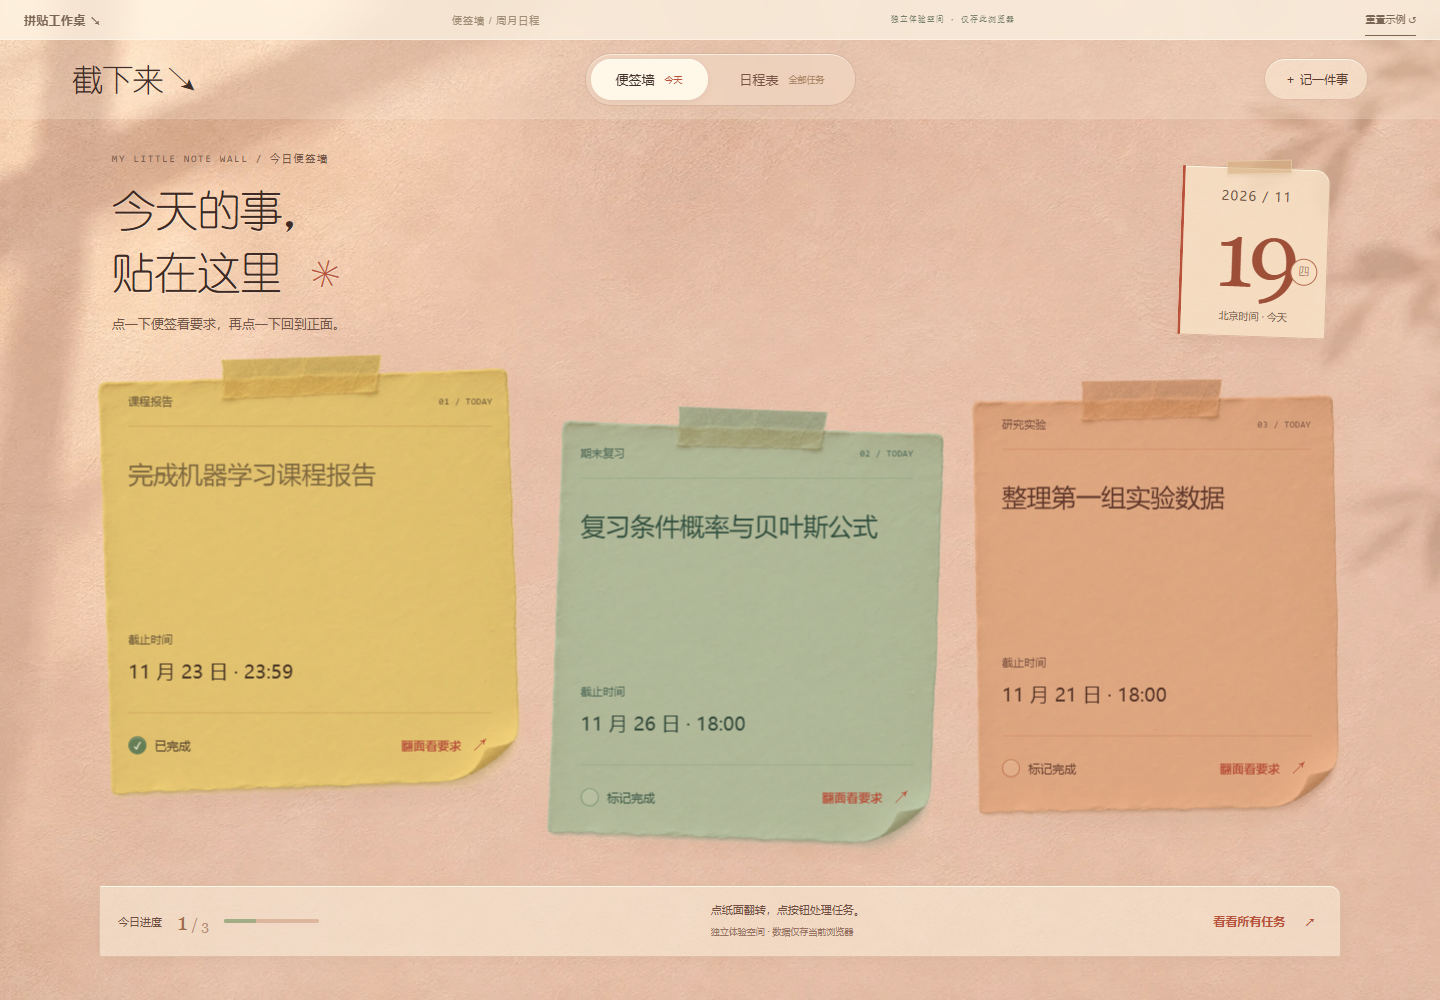 拼贴工作桌 ↘
便签墙 / 周月日程
独立体验空间 · 仅存此浏览器
重置示例 ↺
截下来
便签墙 今天
日程表 全部任务
+ 记一件事
MY LITTLE NOTE WALL / 今日便签墙
今天的事，
贴在这里
点一下便签看要求，再点一下回到正面。
2026 / 11
19
四
北京时间 · 今天
课程报告
01 / TODAY
完成机器学习课程报告
截止时间
11 月 23 日 · 23:59
已完成
翻面看要求 ↗
期末复习
02 / TODAY
复习条件概率与贝叶斯公式
截止时间
11 月 26 日 · 18:00
标记完成
翻面看要求 ↗
研究实验
03 / TODAY
整理第一组实验数据
截止时间
11 月 21 日 · 18:00
标记完成
翻面看要求 ↗
今日进度 1 / 3
点纸面翻转，点按钮处理任务。
独立体验空间 · 数据仅存当前浏览器
看看所有任务 ↗